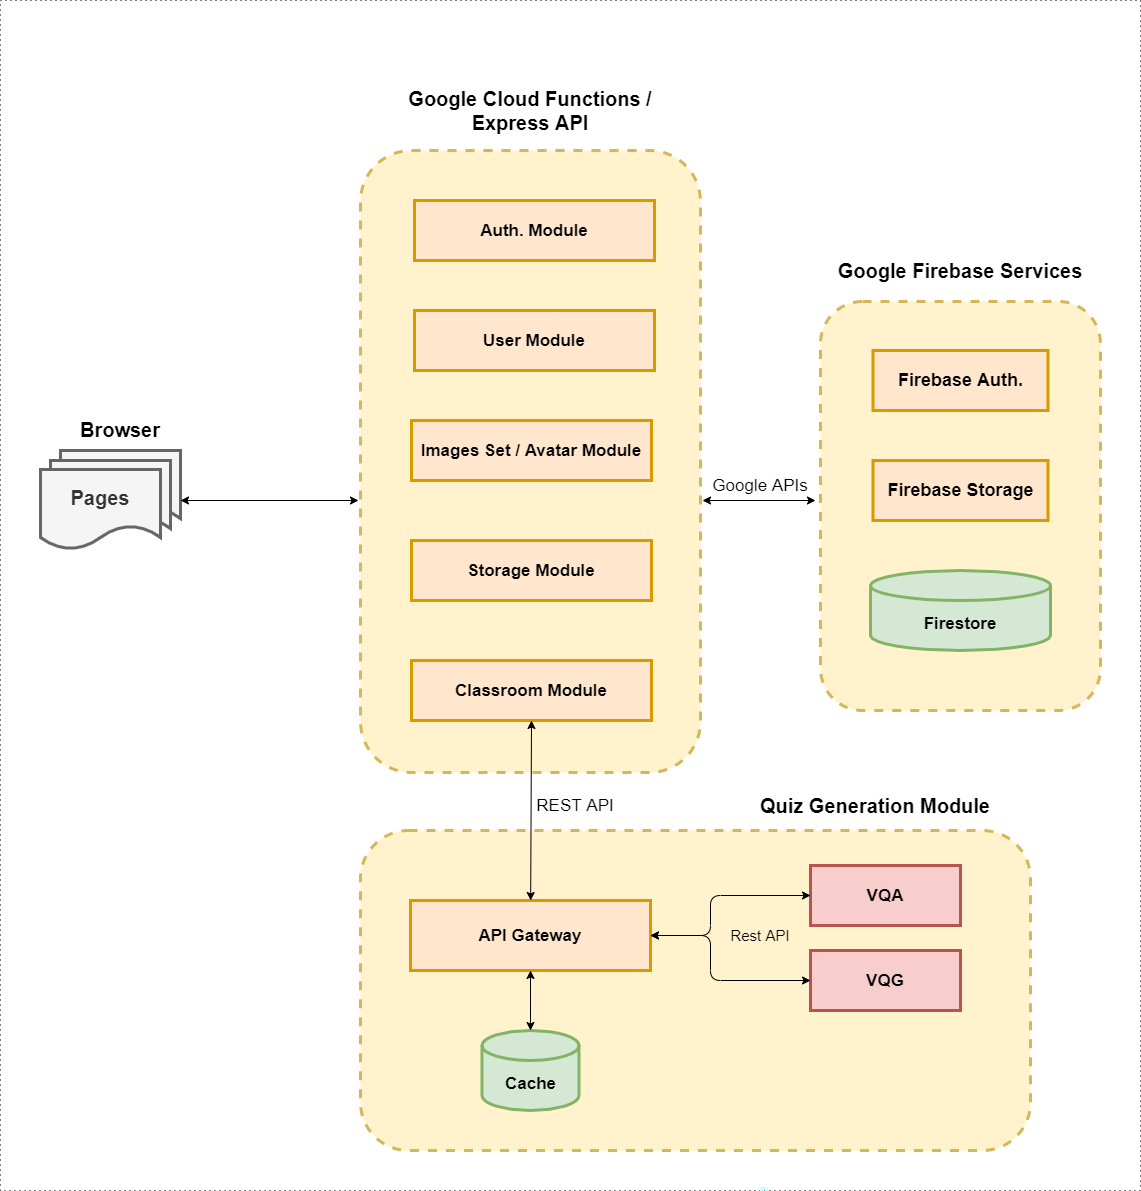 Google Cloud Functions /
Express API
Auth. Module
User Module
Images Set / Avatar Module
Storage Module
Classroom Module
Browser
Pages
Google APIs
Google Firebase Services
Firebase Auth.
Firebase Storage
Firestore
REST API
Quiz Generation Module
API Gateway
Rest API
VQA
VQG
Cache